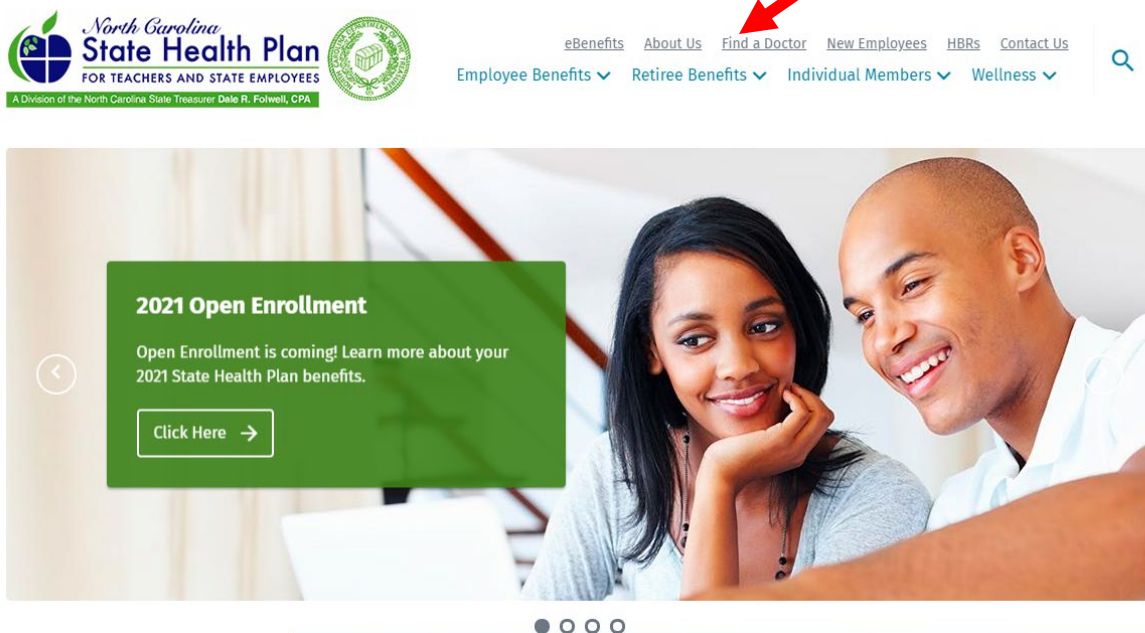 North Carolina
State Health Plan
FOR TEACHERS AND STATE EMPLOYEES
A Division of the North Carolina State Treasurer Dale R. Folwell, CPA
eBenefits About Us Find a Doctor New Employees HBRs Contact Us
Employee Benefits Retiree Benefits Individual Members Wellness
2021 Open Enrollment
Open Enrollment is coming! Learn more about your
2021 State Health Plan benefits.
Click Here →